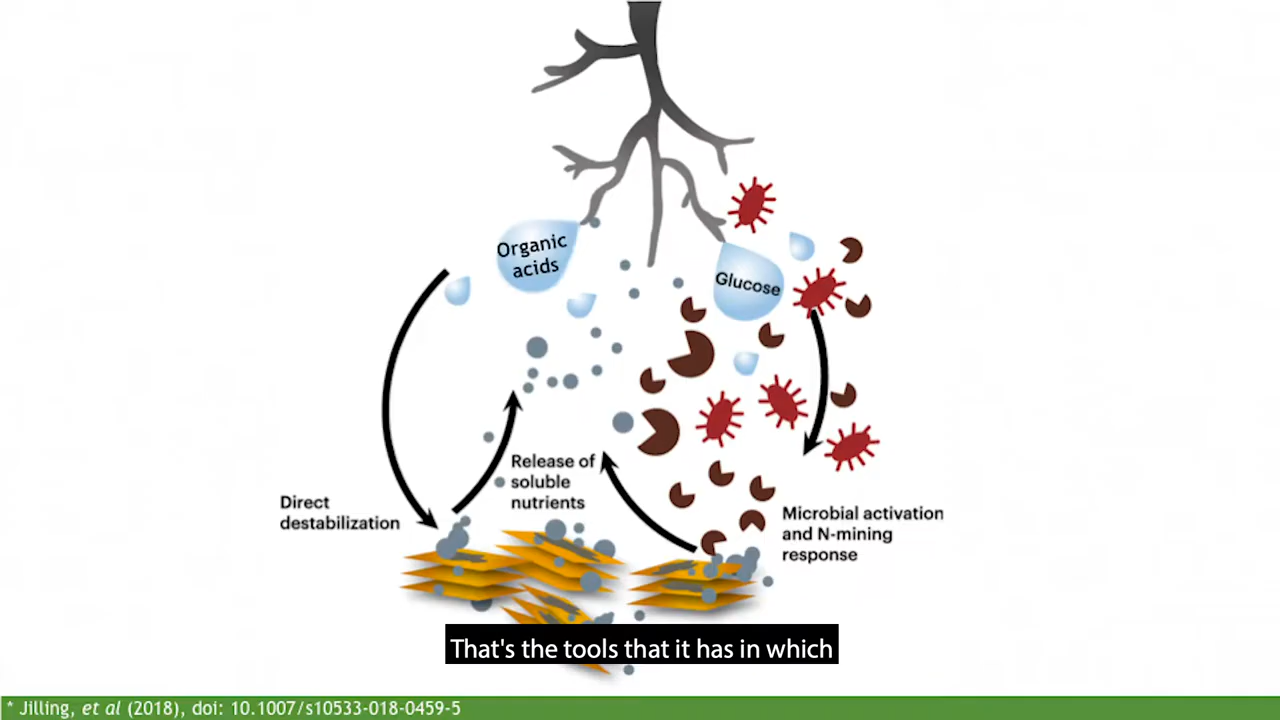 Organic
acids
Glucose
Release of
soluble
nutrients
Direct
destabilization
Microbial activation
and N-mining
response
That's the tools that it has in which
* Jilling, et al (2018), doi: 10.1007/s10533-018-0459-5